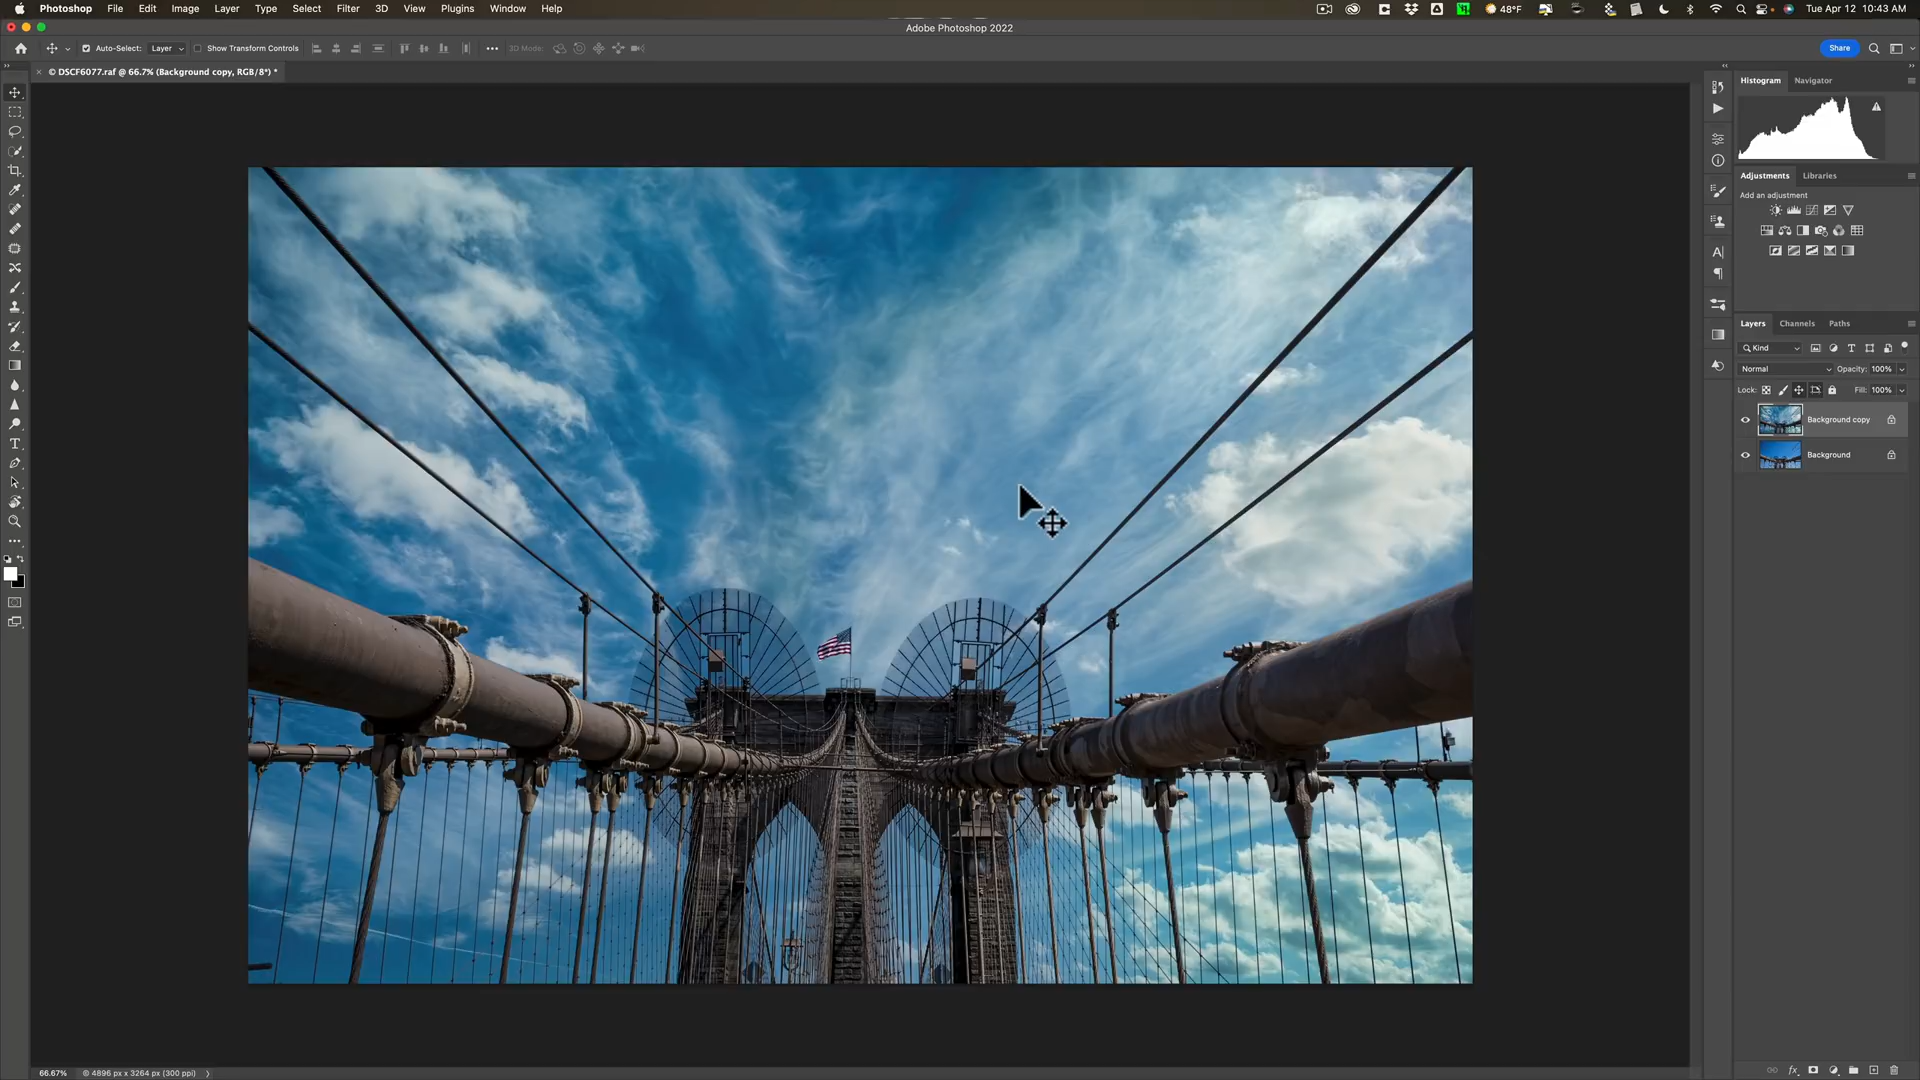 Photoshop File Edit Image Layer Type Select Filter 3D View Plugins Window Help
48°F
Tue Apr 12 10:43 AM
Adobe Photoshop 2022
Auto-Select: Layer
Show Transform Controls
3D Mode:
Share
© DSCF6077.raf @ 66.7% (Background copy, RGB/8*) *
Histogram Navigator
Adjustments Libraries
Add an adjustment
Layers Channels Paths
Kind
Normal Opacity: 100%
Lock: Fill: 100%
Background copy
Background
66.67% 4896 px x 3264 px (300 ppi)